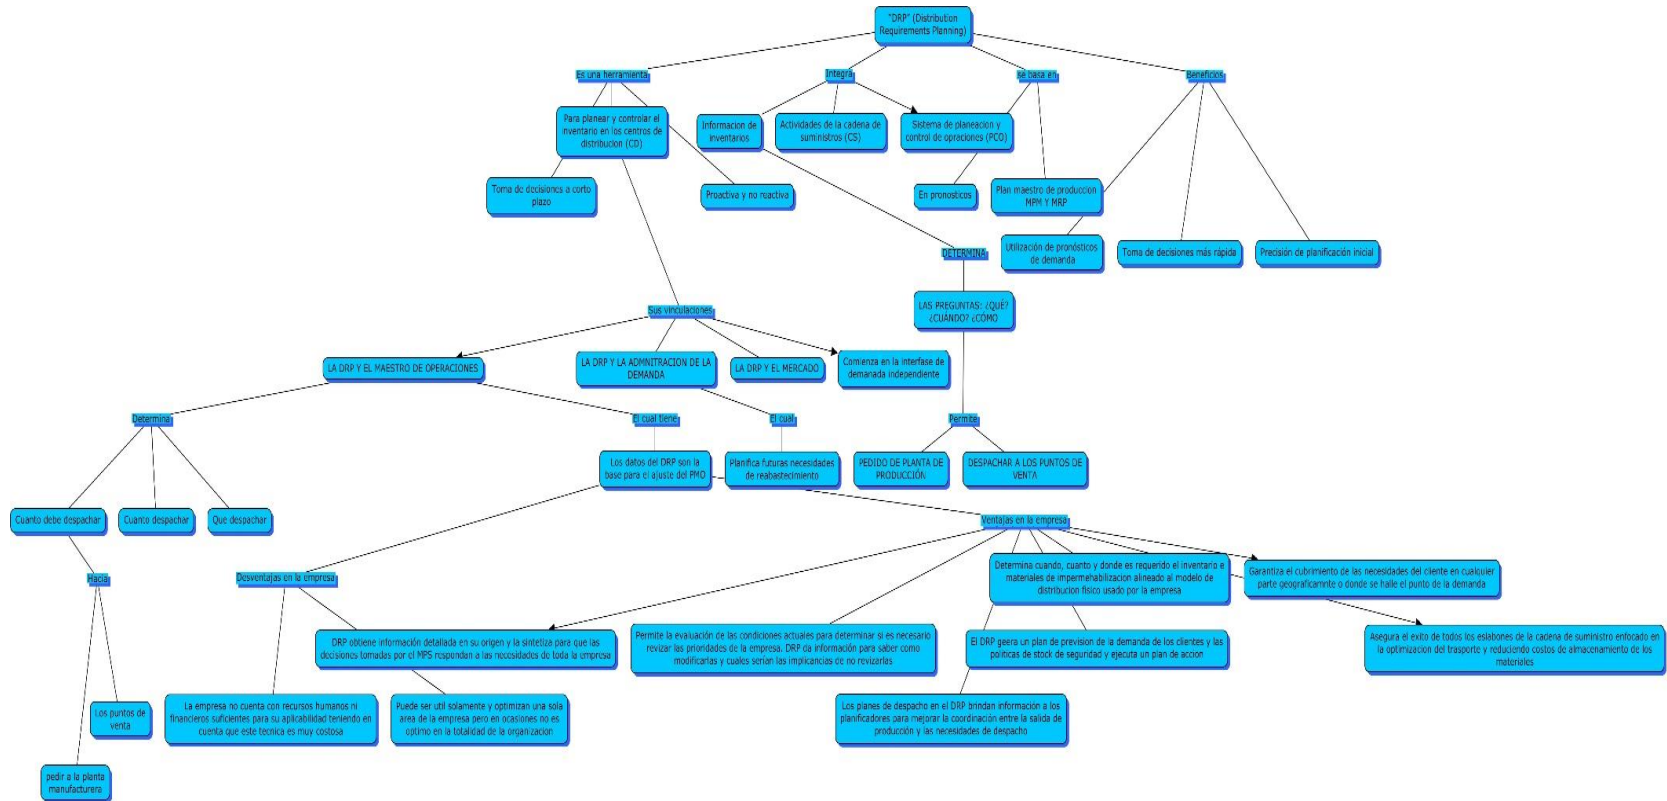 "DRP" (Distribution
Requirements Planning)
Es una herramienta
Integra
se basa en
Beneficios
Para planear y controlar el
inventario en los centros de
distribucion (CD)
Informacion de
inventarios
Actividades de la cadena de
suministros (CS)
Sistema de planeacion y
control de opraciones (PCO)
Toma de decisiones a corto
plazo
Proactiva y no reactiva
En pronosticos
Plan maestro de produccion
MPM Y MRP
Utilización de pronósticos
de demanda
Toma de decisiones más rápida
Precisión de planificación inicial
DETERMINA
LAS PREGUNTAS: ¿QUÉ?
¿CUÁNDO? ¿CÓMO
Sus vinculaciones
LA DRP Y EL MAESTRO DE OPERACIONES
LA DRP Y LA ADMNITRACION DE LA
DEMANDA
LA DRP Y EL MERCADO
Comienza en la interfase de
demanada independiente
Determina
El cual tiene
El cual
Permite
Los datos del DRP son la
base para el ajuste del PMO
Planifica futuras necesidades
de reabastecimiento
PEDIDO DE PLANTA DE
PRODUCCIÓN
DESPACHAR A LOS PUNTOS DE
VENTA
Cuanto debe despachar
Cuanto despachar
Que despachar
Ventajas en la empresa
Hacia
Desventajas en la empresa
Determina cuando, cuanto y donde es requerido el inventario e
materiales de impermehabilizacion alineado al modelo de
distribucion fisico usado por la empresa
Garantiza el cubrimiento de las necesidades del cliente en cualquier
parte geograficamnte o donde se halle el punto de la demanda
DRP obtiene información detallada en su origen y la sintetiza para que las
decisiones tomadas por el MPS respondan a las necesidades de toda la empresa
Permite la evaluación de las condiciones actuales para determinar si es necesario
revizar las prioridades de la empresa. DRP da información para saber como
modificarlas y cuales serían las implicancias de no revizarlas
El DRP geera un plan de prevision de la demanda de los clientes y las
politicas de stock de seguridad y ejecuta un plan de accion
Asegura el exito de todos los eslabones de la cadena de suministro enfocado en
la optimizacion del trasporte y reduciendo costos de almacenamiento de los
materiales
La empresa no cuenta con recursos humanos ni
financieros suficientes para su aplicabilidad teniendo en
cuenta que este tecnica es muy costosa
Puede ser util solamente y optimizan una sola
area de la empresa pero en ocasiones no es
optimo en la totalidad de la organizacion
Los planes de despacho en el DRP brindan información a los
planificadores para mejorar la coordinación entre la salida de
producción y las necesidades de despacho
Los puntos de
venta
pedir a la planta
manufacturera